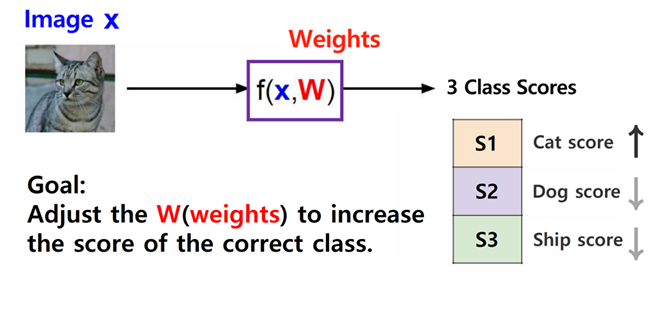 Image x
Weights
f(x,W)
3 Class Scores
S1 Cat score
S2 Dog score
S3 Ship score
Goal:
Adjust the W(weights) to increase
the score of the correct class.